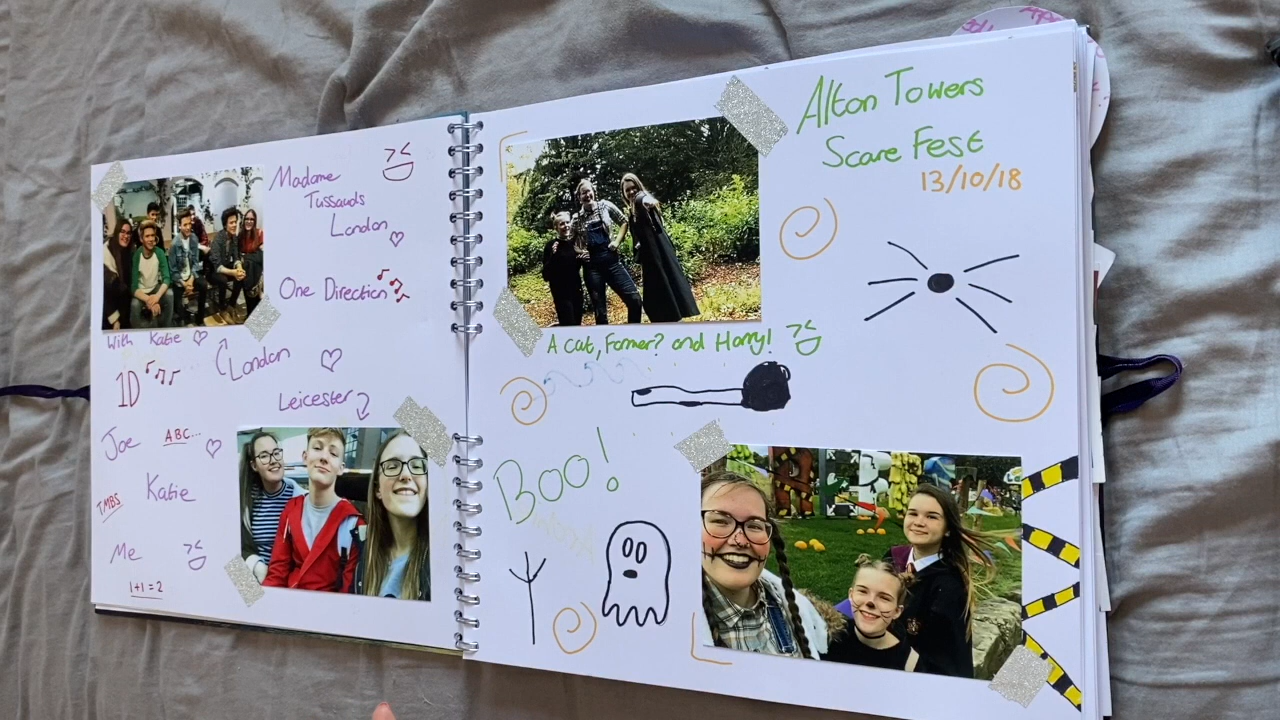 Madame
Tussauds
London
One Direction
With Katie
London
1D
Leicester
Joe
ABC...
Katie
TMBS
Me
1+1=2
Alton Towers
Scare Fest
13/10/18
A cat, Farmer? and Harry!
Boo!